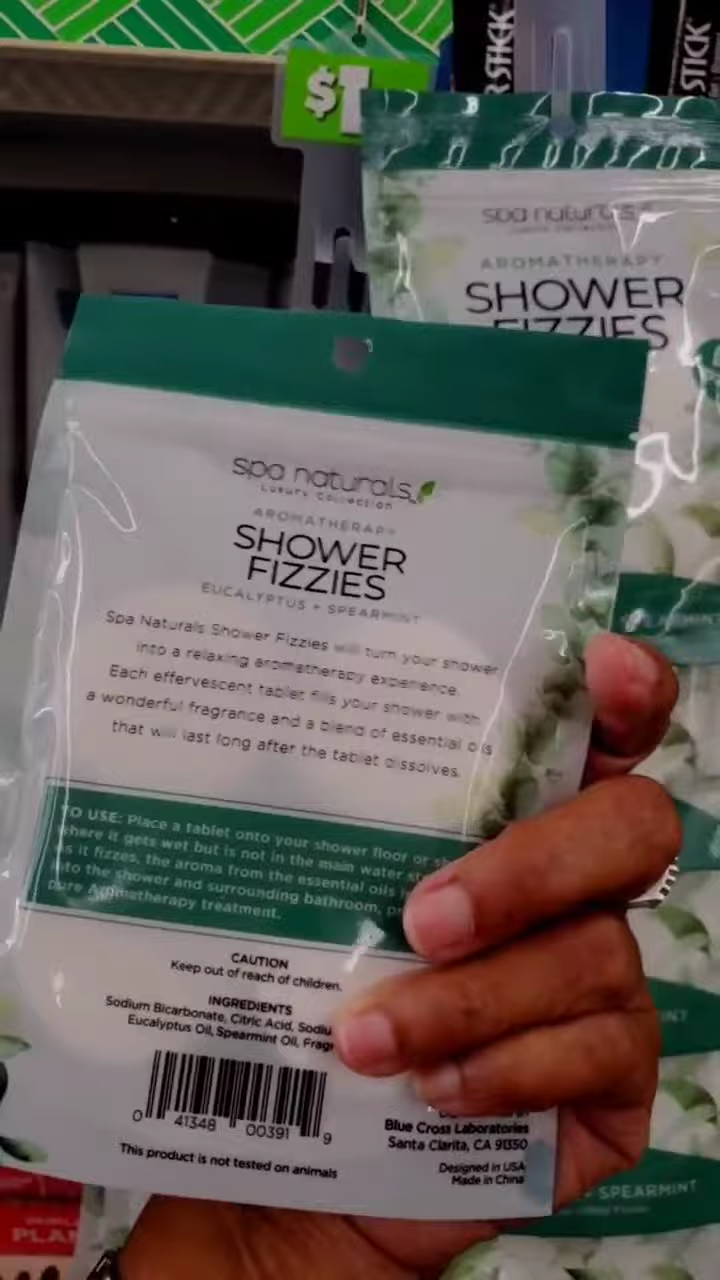 $1
STICK
spa naturals
AROMATHERAPY
SHOWER
FIZZIES
spa naturals
Luxury Collection
AROMATHERAPY
SHOWER
FIZZIES
EUCALYPTUS + SPEARMINT
Spa Naturals Shower Fizzies will turn your shower
into a relaxing aromatherapy experience.
Each effervescent tablet fills your shower with
a wonderful fragrance and a blend of essential oils
that will last long after the tablet dissolves.
TO USE: Place a tablet onto your shower floor or
where it gets wet but is not in the main water
as it fizzes, the aroma from the essential oils
into the shower and surrounding bathroom,
pure Aromatherapy treatment.
CAUTION
Keep out of reach of children.
INGREDIENTS
Sodium Bicarbonate, Citric Acid,
Eucalyptus Oil, Spearmint Oil,
0 41348 00391 9
This product is not tested on animals
Blue Cross Laboratories
Santa Clarita, CA 91350
Designed in USA
Made in China
+ SPEARMINT